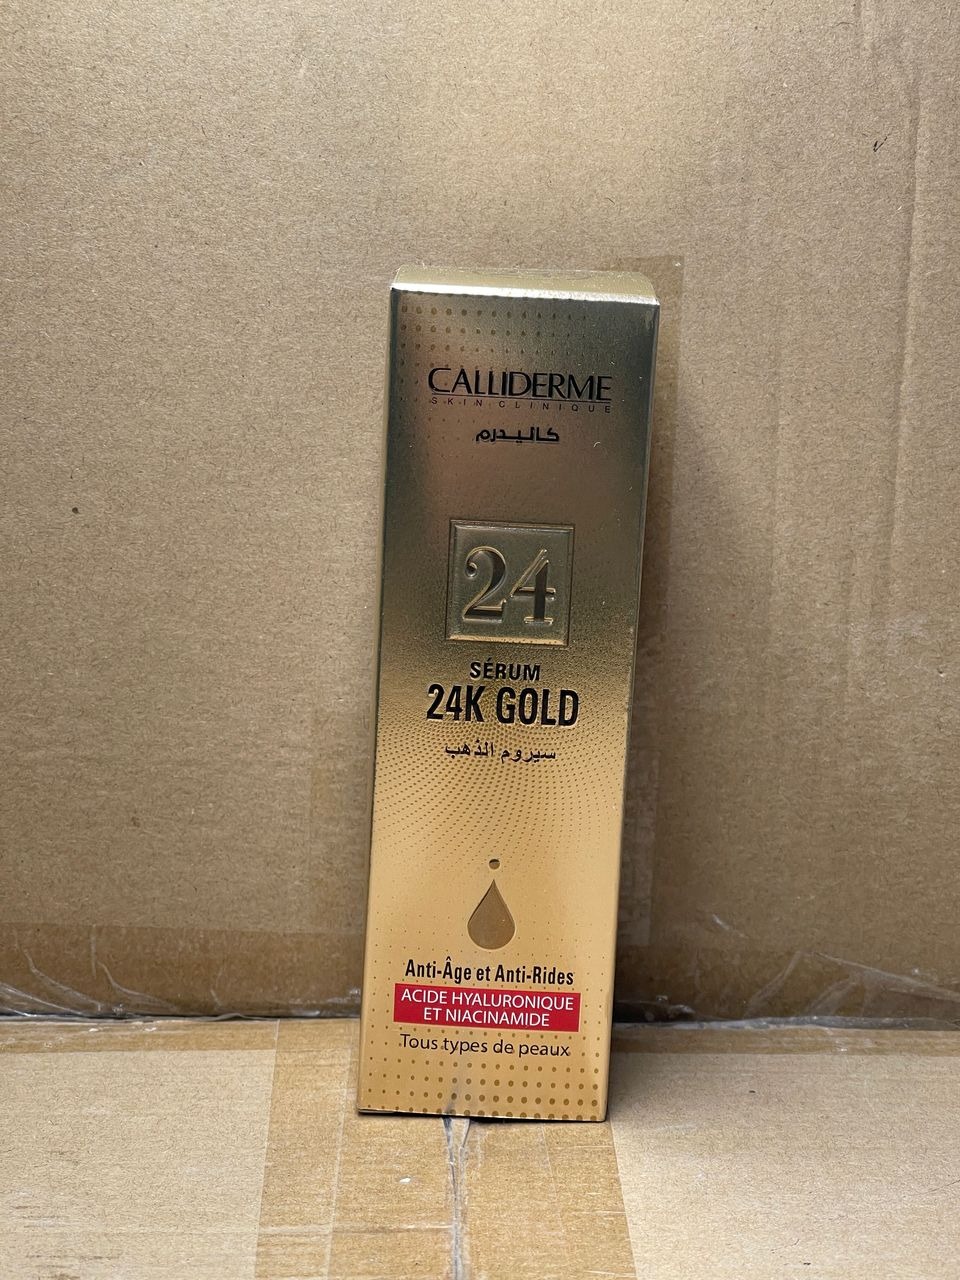 CALLIDERME
SKIN CLINIQUE
كاليدرم
24
SÉRUM
24K GOLD
سيروم الذهب
Anti-Âge et Anti-Rides
ACIDE HYALURONIQUE
ET NIACINAMIDE
Tous types de peaux